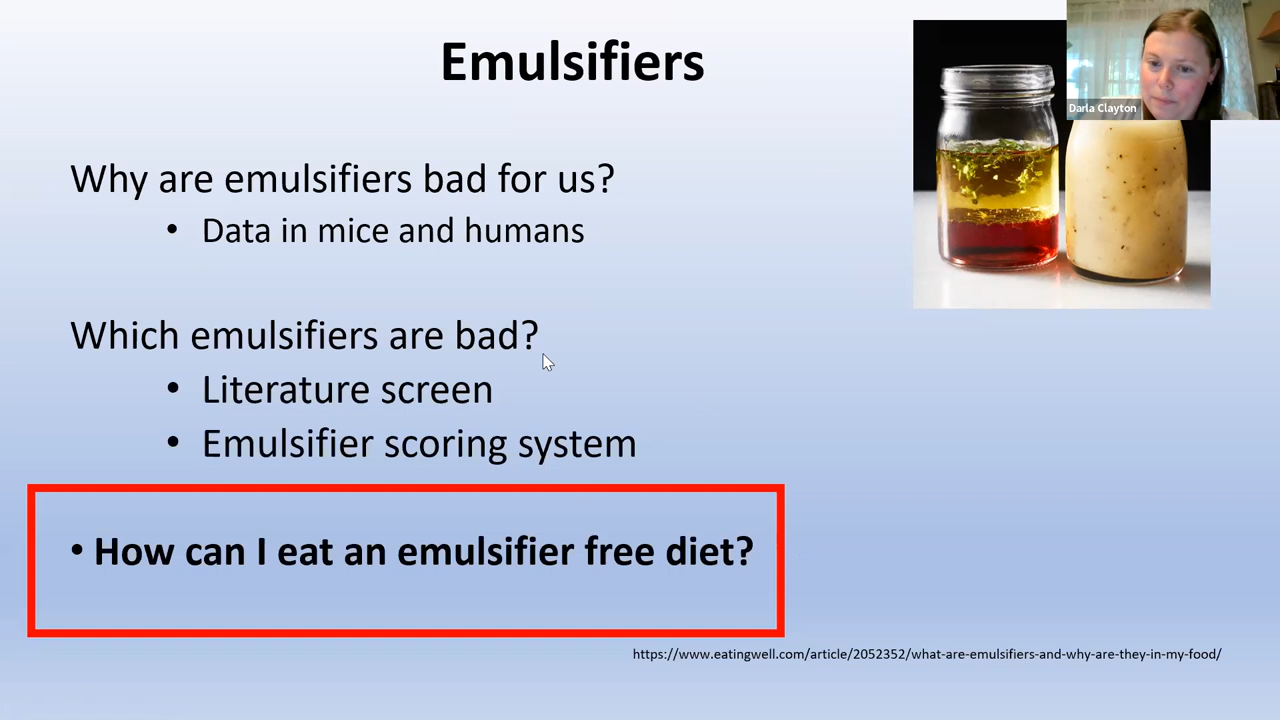 Emulsifiers
Darla Clayton
Why are emulsifiers bad for us?
• Data in mice and humans
Which emulsifiers are bad?
• Literature screen
• Emulsifier scoring system
• How can I eat an emulsifier free diet?
https://www.eatingwell.com/article/2052352/what-are-emulsifiers-and-why-are-they-in-my-food/